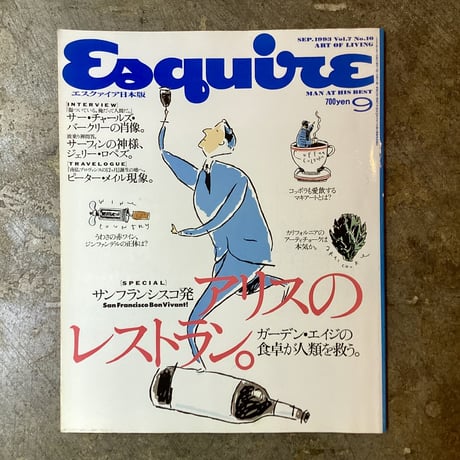 SEP.1993 Vol.7 No.10
ART OF LIVING
Esquire
エスクァイア日本版
MAN AT HIS BEST
700yen 9
INTERVIEW
サー・チャールズ・
バークリーの肖像。
サーフィンの神様、
ジェリー・ロペス。
TRAVELOGUE
ピーター・メイル現象。
コッポラも愛飲する
マキアートとは?
WINE
COUNTRY
うわさの赤ワイン、
ジンファンデルの正体は?
カリフォルニアの
アーティチョークは
本気か。
[SPECIAL]
サンフランシスコ発
San Francisco Bon Vivant!
アリスの
レストラン。
ガーデン・エイジの
食卓が人類を救う。